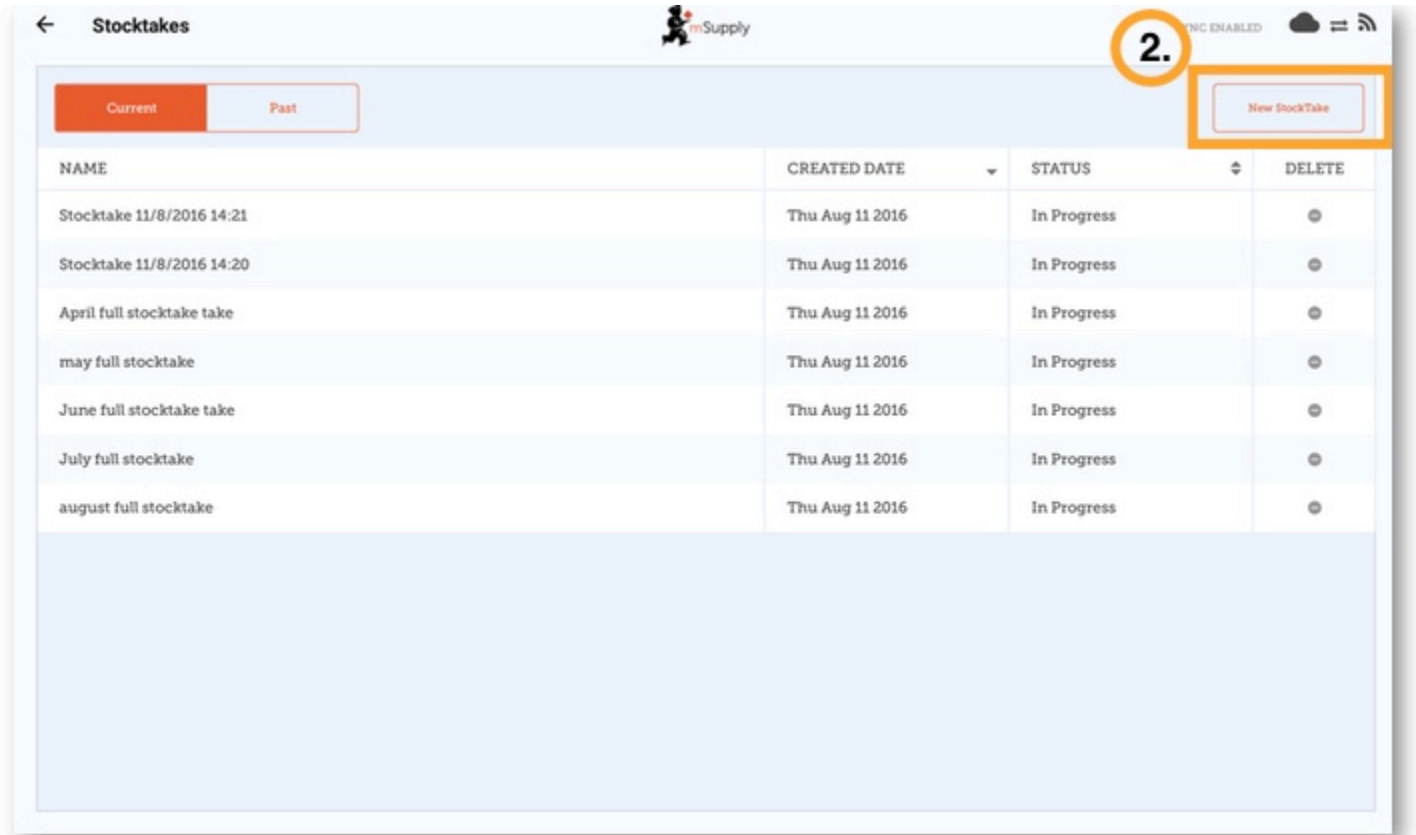 Stocktakes mSupply YNC ENABLED
2.
Current Past New StockTake
NAME CREATED DATE STATUS DELETE
Stocktake 11/8/2016 14:21 Thu Aug 11 2016 In Progress
Stocktake 11/8/2016 14:20 Thu Aug 11 2016 In Progress
April full stocktake take Thu Aug 11 2016 In Progress
may full stocktake Thu Aug 11 2016 In Progress
June full stocktake take Thu Aug 11 2016 In Progress
July full stocktake Thu Aug 11 2016 In Progress
august full stocktake Thu Aug 11 2016 In Progress